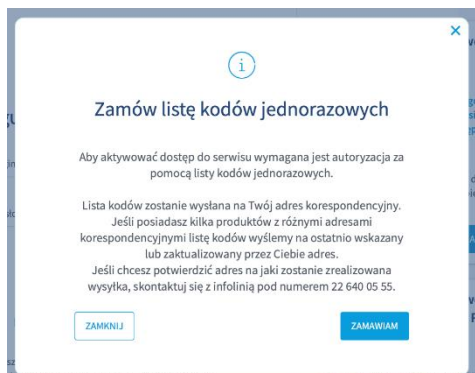 Zamów listę kodów jednorazowych
Aby aktywować dostęp do serwisu wymagana jest autoryzacja za
pomocą listy kodów jednorazowych.
Lista kodów zostanie wysłana na Twój adres korespondencyjny.
Jeśli posiadasz kilka produktów z różnymi adresami
korespondencyjnymi listę kodów wyślemy na ostatnio wskazany
lub zaktualizowany przez Ciebie adres.
Jeśli chcesz potwierdzić adres na jaki zostanie zrealizowana
wysyłka, skontaktuj się z infolinią pod numerem 22 640 05 55.
ZAMKNIJ
ZAMAWIAM